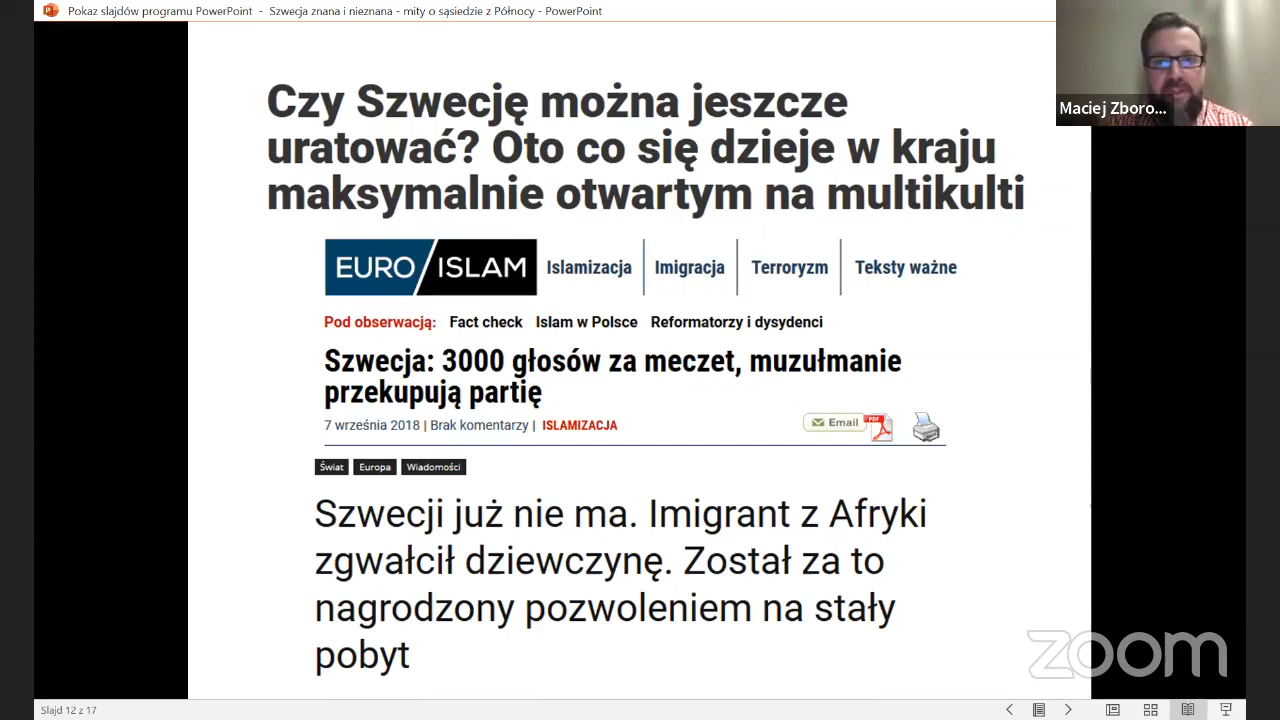 Pokaz slajdów programu PowerPoint - Szwecja znana i nieznana - mity o sąsiedzie z Północy - PowerPoint
Maciej Zboro...
Czy Szwecję można jeszcze
uratować? Oto co się dzieje w kraju
maksymalnie otwartym na multikulti
EURO/ISLAM Islamizacja Imigracja Terroryzm Teksty ważne
Pod obserwacją: Fact check Islam w Polsce Reformatorzy i dysydenci
Szwecja: 3000 głosów za meczet, muzułmanie
przekupują partię
7 września 2018 | Brak komentarzy | ISLAMIZACJA
Email PDF
Świat Europa Wiadomości
Szwecji już nie ma. Imigrant z Afryki
zgwałcił dziewczynę. Został za to
nagrodzony pozwoleniem na stały
pobyt
zoom
Slajd 12 z 17